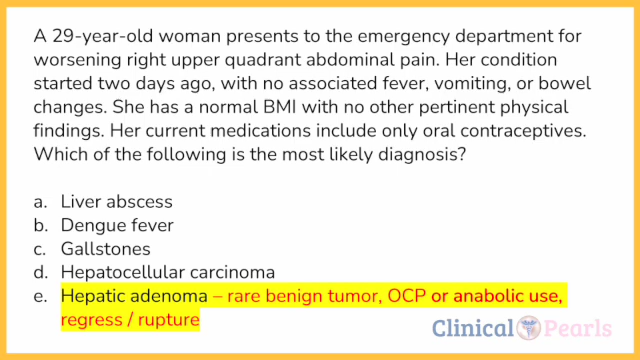 A 29-year-old woman presents to the emergency department for
worsening right upper quadrant abdominal pain. Her condition
started two days ago, with no associated fever, vomiting, or bowel
changes. She has a normal BMI with no other pertinent physical
findings. Her current medications include only oral contraceptives.
Which of the following is the most likely diagnosis?
a. Liver abscess
b. Dengue fever
c. Gallstones
d. Hepatocellular carcinoma
e. Hepatic adenoma – rare benign tumor, OCP or anabolic use,
regress / rupture
Clinical Pearls